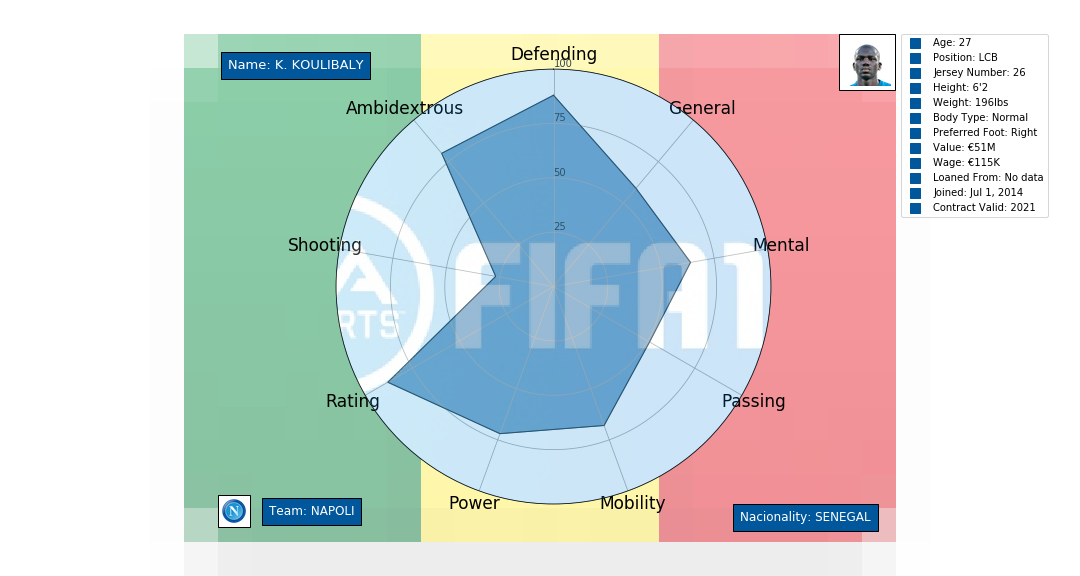 Defending
Name: K. KOULIBALY
100
Ambidextrous
General
75
50
25
Shooting
Mental
A
RTS
™
FIFA1
Rating
Passing
Power
Mobility
N
Team: NAPOLI
Nacionality: SENEGAL
Age: 27
Position: LCB
Jersey Number: 26
Height: 6'2
Weight: 196lbs
Body Type: Normal
Preferred Foot: Right
Value: €51M
Wage: €115K
Loaned From: No data
Joined: Jul 1, 2014
Contract Valid: 2021